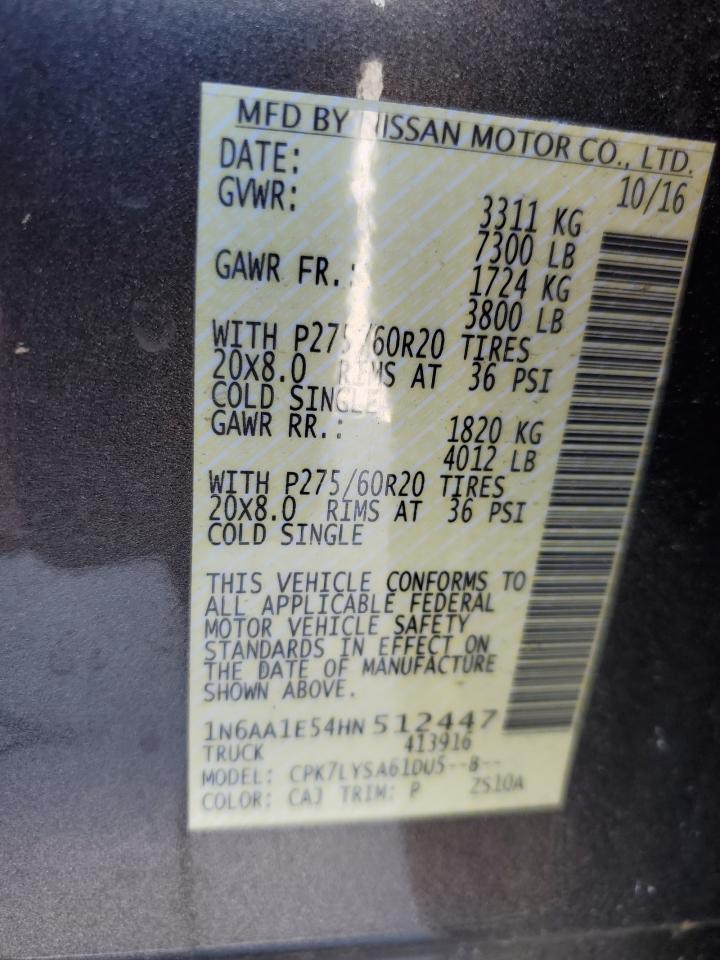 MFD BY NISSAN MOTOR CO., LTD.
DATE: 10/16
GVWR: 3311 KG
7300 LB
GAWR FR.: 1724 KG
3800 LB
WITH P275/60R20 TIRES
20X8.0 RIMS AT 36 PSI
COLD SINGLE
GAWR RR.: 1820 KG
4012 LB
WITH P275/60R20 TIRES
20X8.0 RIMS AT 36 PSI
COLD SINGLE
THIS VEHICLE CONFORMS TO
ALL APPLICABLE FEDERAL
MOTOR VEHICLE SAFETY
STANDARDS IN EFFECT ON
THE DATE OF MANUFACTURE
SHOWN ABOVE.
1N6AA1E54HN512447
TRUCK 413916
MODEL: CPK7LYSA61DU5--B--
COLOR: CAJ TRIM: P ZS10A